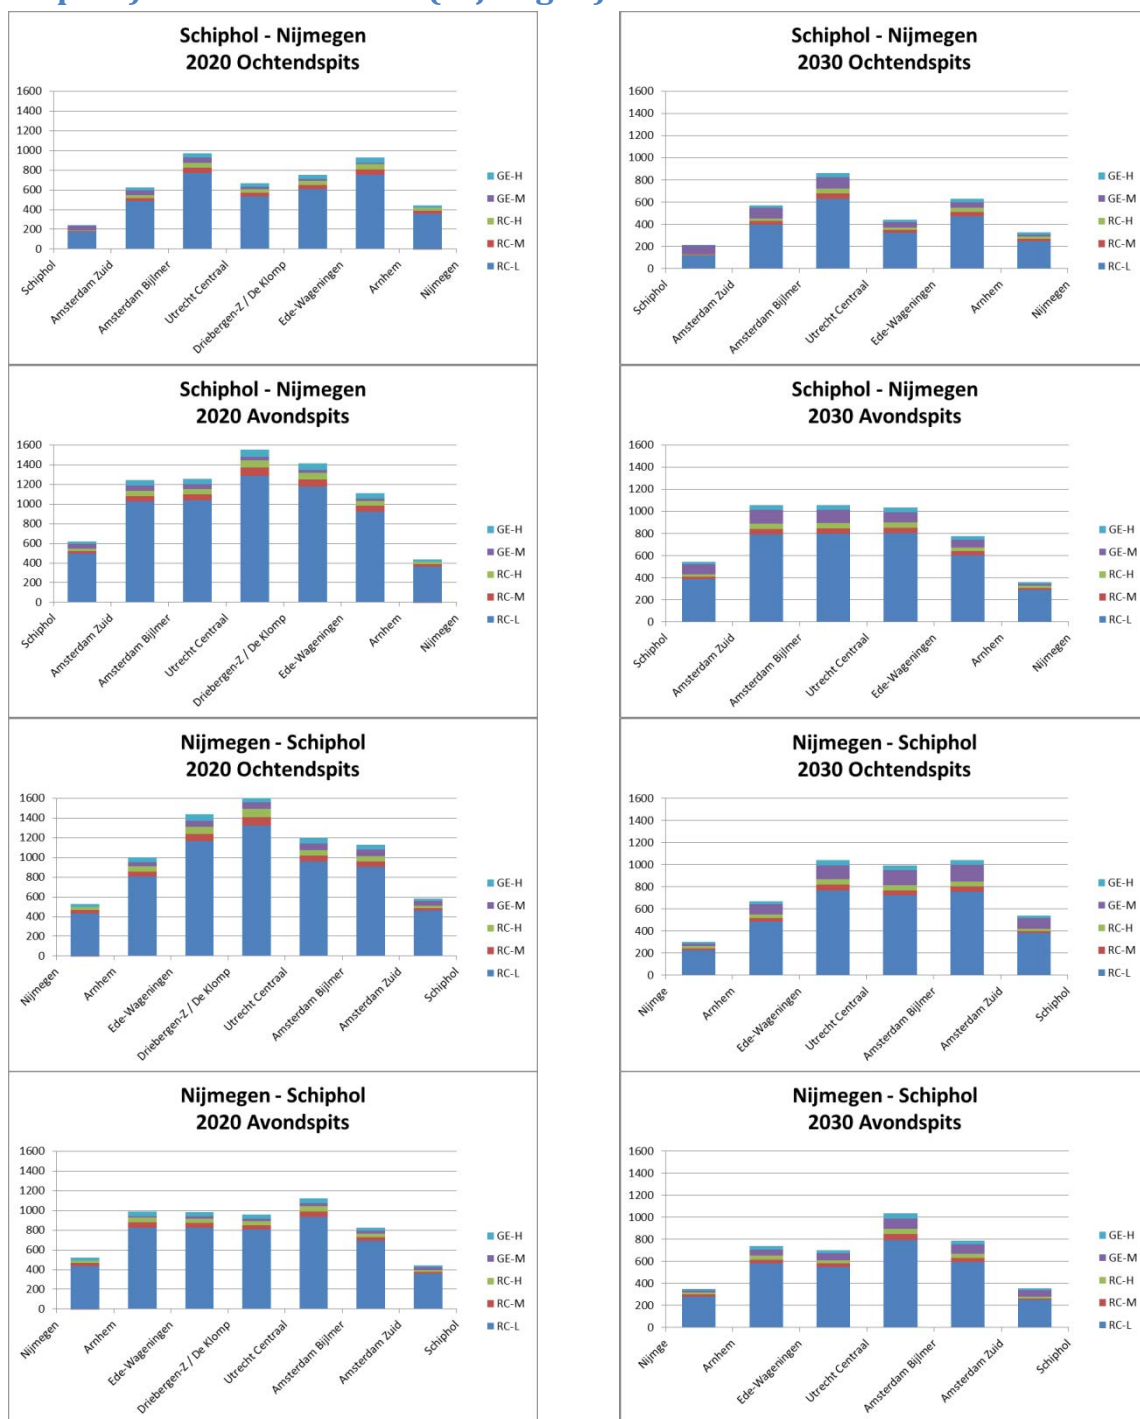 Schiphol - Nijmegen
2020 Ochtendspits
1600
1400
1200
1000
800
600
400
200
0
GE-H
GE-M
RC-H
RC-M
RC-L
Schiphol
Amsterdam Zuid
Amsterdam Bijlmer
Utrecht Centraal
Driebergen-Z / De Klomp
Ede-Wageningen
Arnhem
Nijmegen
Schiphol - Nijmegen
2030 Ochtendspits
1600
1400
1200
1000
800
600
400
200
0
GE-H
GE-M
RC-H
RC-M
RC-L
Schiphol
Amsterdam Zuid
Amsterdam Bijlmer
Utrecht Centraal
Ede-Wageningen
Arnhem
Nijmegen
Schiphol - Nijmegen
2020 Avondspits
1600
1400
1200
1000
800
600
400
200
0
GE-H
GE-M
RC-H
RC-M
RC-L
Schiphol
Amsterdam Zuid
Amsterdam Bijlmer
Utrecht Centraal
Driebergen-Z / De Klomp
Ede-Wageningen
Arnhem
Nijmegen
Schiphol - Nijmegen
2030 Avondspits
1600
1400
1200
1000
800
600
400
200
0
GE-H
GE-M
RC-H
RC-M
RC-L
Schiphol
Amsterdam Zuid
Amsterdam Bijlmer
Utrecht Centraal
Ede-Wageningen
Arnhem
Nijmegen
Nijmegen - Schiphol
2020 Ochtendspits
1600
1400
1200
1000
800
600
400
200
0
GE-H
GE-M
RC-H
RC-M
RC-L
Nijmegen
Arnhem
Ede-Wageningen
Driebergen-Z / De Klomp
Utrecht Centraal
Amsterdam Bijlmer
Amsterdam Zuid
Schiphol
Nijmegen - Schiphol
2030 Ochtendspits
1600
1400
1200
1000
800
600
400
200
0
GE-H
GE-M
RC-H
RC-M
RC-L
Nijmge
Arnhem
Ede-Wageningen
Utrecht Centraal
Amsterdam Bijlmer
Amsterdam Zuid
Schiphol
Nijmegen - Schiphol
2020 Avondspits
1600
1400
1200
1000
800
600
400
200
0
GE-H
GE-M
RC-H
RC-M
RC-L
Nijmegen
Arnhem
Ede-Wageningen
Driebergen-Z / De Klomp
Utrecht Centraal
Amsterdam Bijlmer
Amsterdam Zuid
Schiphol
Nijmegen - Schiphol
2030 Avondspits
1600
1400
1200
1000
800
600
400
200
0
GE-H
GE-M
RC-H
RC-M
RC-L
Nijmge
Arnhem
Ede-Wageningen
Utrecht Centraal
Amsterdam Bijlmer
Amsterdam Zuid
Schiphol